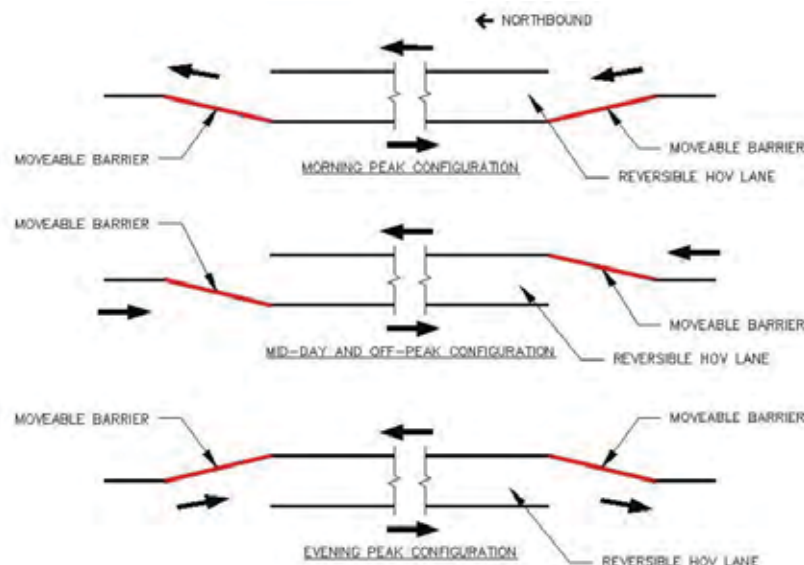 ← NORTHBOUND
MOVEABLE BARRIER
MOVEABLE BARRIER
MORNING PEAK CONFIGURATION
REVERSIBLE HOV LANE
MOVEABLE BARRIER
MOVEABLE BARRIER
MID-DAY AND OFF-PEAK CONFIGURATION
REVERSIBLE HOV LANE
MOVEABLE BARRIER
MOVEABLE BARRIER
EVENING PEAK CONFIGURATION
REVERSIBLE HOV LANE